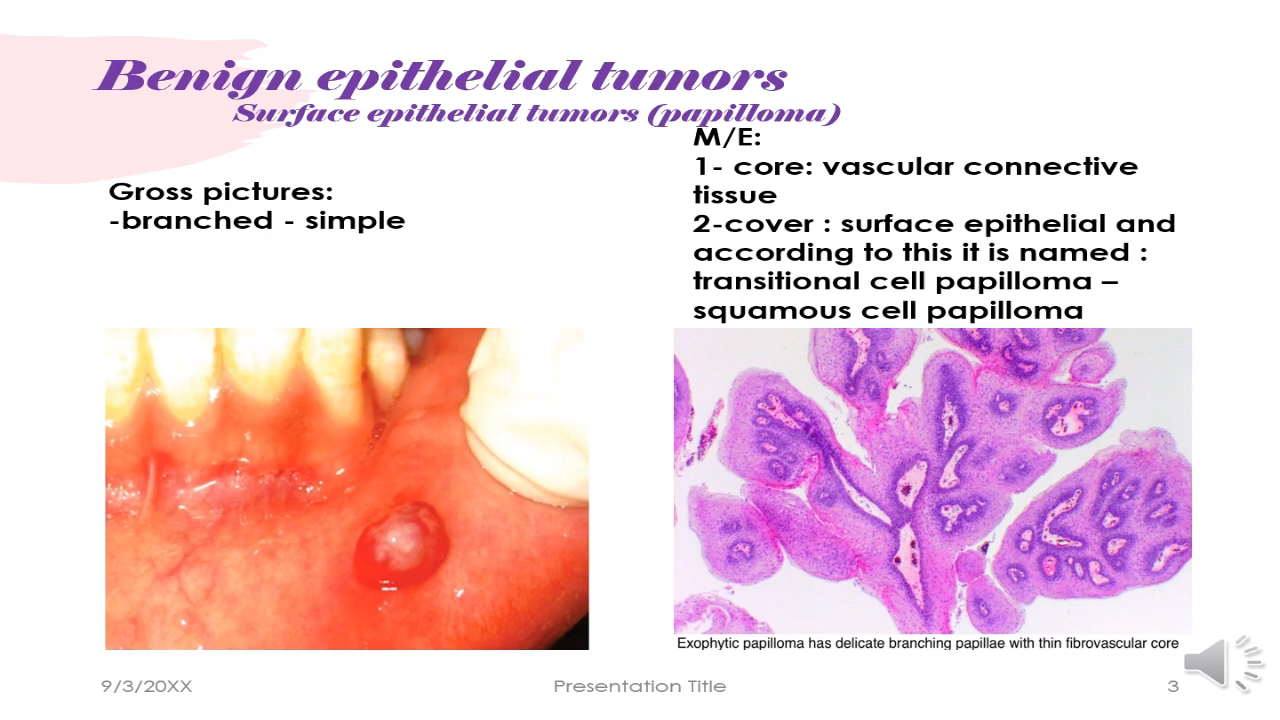 Benign epithelial tumors
Surface epithelial tumors (papilloma)
Gross pictures:
-branched - simple
M/E:
1- core: vascular connective
tissue
2-cover : surface epithelial and
according to this it is named :
transitional cell papilloma –
squamous cell papilloma
Exophytic papilloma has delicate branching papillae with thin fibrovascular core
9/3/20XX
Presentation Title
3